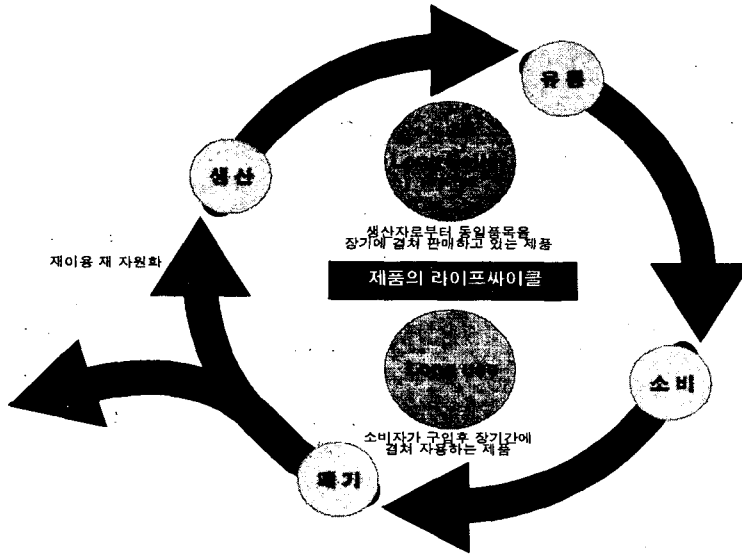 유통
생산
생산자로부터 동일품목을
장기에 걸쳐 판매하고 있는 제품
재이용 재 자원화
제품의 라이프싸이클
Long use
소비
소비자가 구입후 장기간에
걸쳐 사용하는 제품
폐기